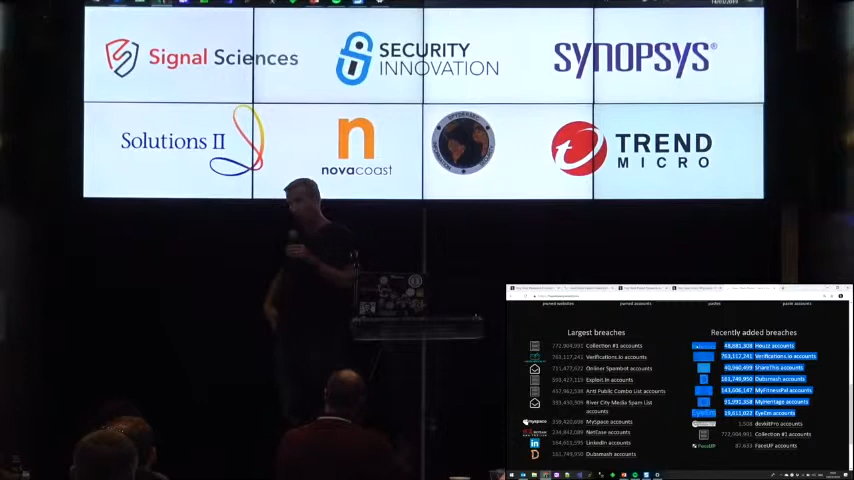 Signal Sciences
SECURITY
INNOVATION
SYNOPSYS®
Solutions II
n
novacoast
TREND
MICRO
Largest breaches
772,904,991 Collection #1 accounts
763,117,241 Verifications.io accounts
711,477,622 Onliner Spambot accounts
593,427,119 Exploit.In accounts
457,962,538 Anti Public Combo List accounts
393,430,309 River City Media Spam List
accounts
myspace 359,420,698 MySpace accounts
234,842,089 NetEase accounts
in 164,611,595 LinkedIn accounts
D 161,749,950 Dubsmash accounts
Recently added breaches
48,881,308 Houzz accounts
763,117,241 Verifications.io accounts
40,960,499 ShareThis accounts
161,749,950 Dubsmash accounts
143,606,147 MyFitnessPal accounts
91,991,358 MyHeritage accounts
EyeEm 19,611,022 EyeEm accounts
1,508 devkitPro accounts
772,904,991 Collection #1 accounts
FaceUP 87,633 FaceUP accounts